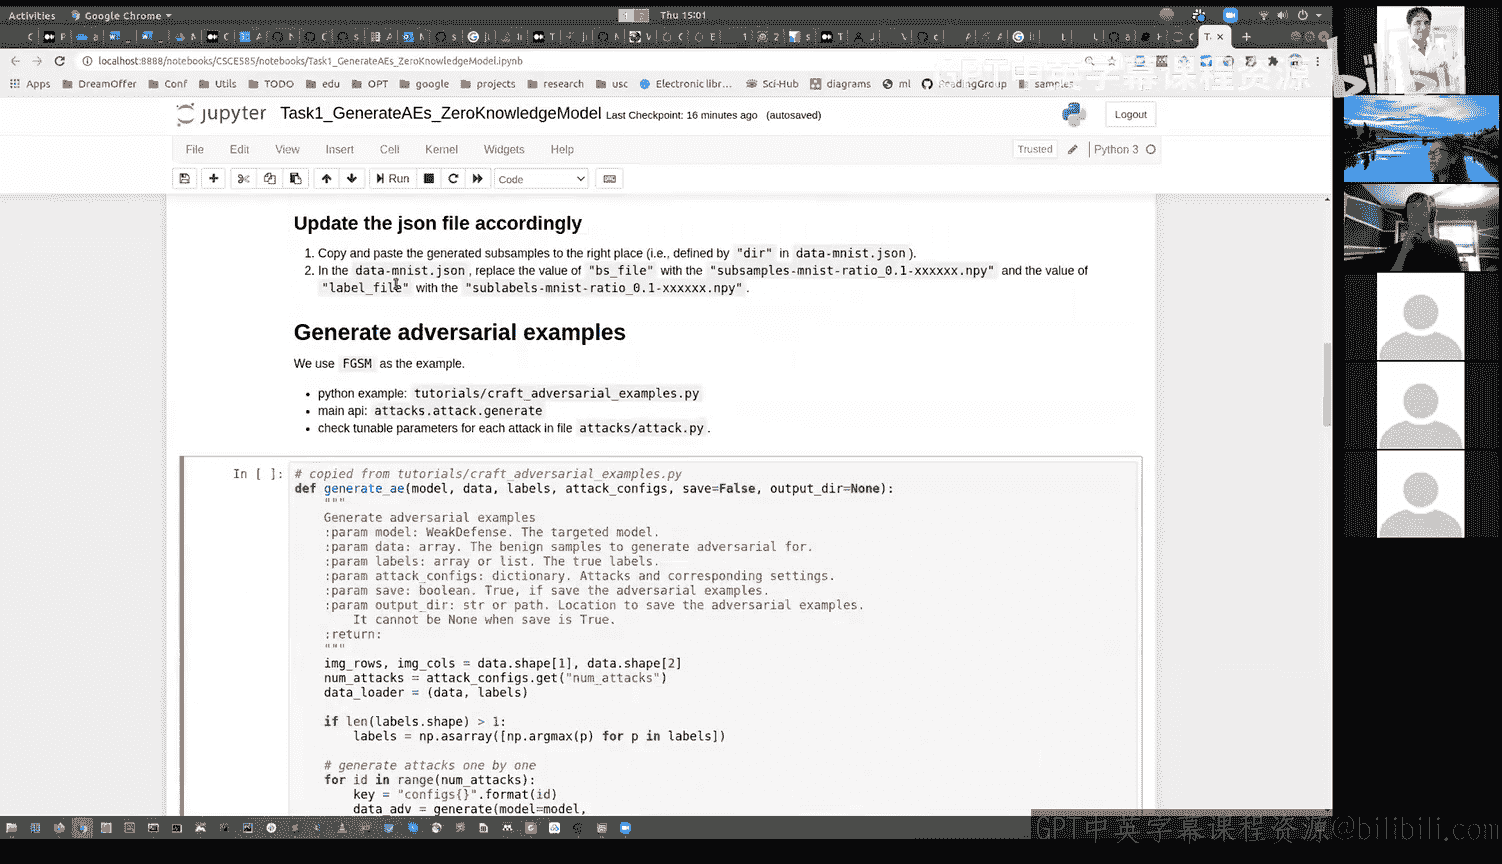 Activities
Google Chrome
Thu 15:01
localhost:8888/notebooks/CSCE585/notebooks/Task1_GenerateAEs_ZeroKnowledgeModel.ipynb
Apps DreamOffer Conf Utils TODO edu OPT google projects research usc Electronic libr... Sci-Hub diagrams ml ReadingGroup samples
GPT中英字幕课程资源 bilibili
jupyter Task1_GenerateAEs_ZeroKnowledgeModel Last Checkpoint: 16 minutes ago (autosaved)
Logout
File Edit View Insert Cell Kernel Widgets Help
Trusted Python 3
Run Code
Update the json file accordingly
1. Copy and paste the generated subsamples to the right place (i.e., defined by "dir" in data-mnist.json).
2. In the data-mnist.json, replace the value of "bs_file" with the "subsamples-mnist-ratio_0.1-xxxxxx.npy" and the value of
"label_file" with the "sublabels-mnist-ratio_0.1-xxxxxx.npy".
Generate adversarial examples
We use FGSM as the example.
• python example: tutorials/craft_adversarial_examples.py
• main api: attacks.attack.generate
• check tunable parameters for each attack in file attacks/attack.py.
In [ ]: # copied from tutorials/craft_adversarial_examples.py
def generate_ae(model, data, labels, attack_configs, save=False, output_dir=None):
"""
Generate adversarial examples
:param model: WeakDefense. The targeted model.
:param data: array. The benign samples to generate adversarial for.
:param labels: array or list. The true labels.
:param attack_configs: dictionary. Attacks and corresponding settings.
:param save: boolean. True, if save the adversarial examples.
:param output_dir: str or path. Location to save the adversarial examples.
It cannot be None when save is True.
:return:
"""
img_rows, img_cols = data.shape[1], data.shape[2]
num_attacks = attack_configs.get("num_attacks")
data_loader = (data, labels)
if len(labels.shape) > 1:
labels = np.asarray([np.argmax(p) for p in labels])
# generate attacks one by one
for id in range(num_attacks):
key = "configs{}".format(id)
data_adv = generate(model=model,
GPT中英字幕课程资源@bilibili.com